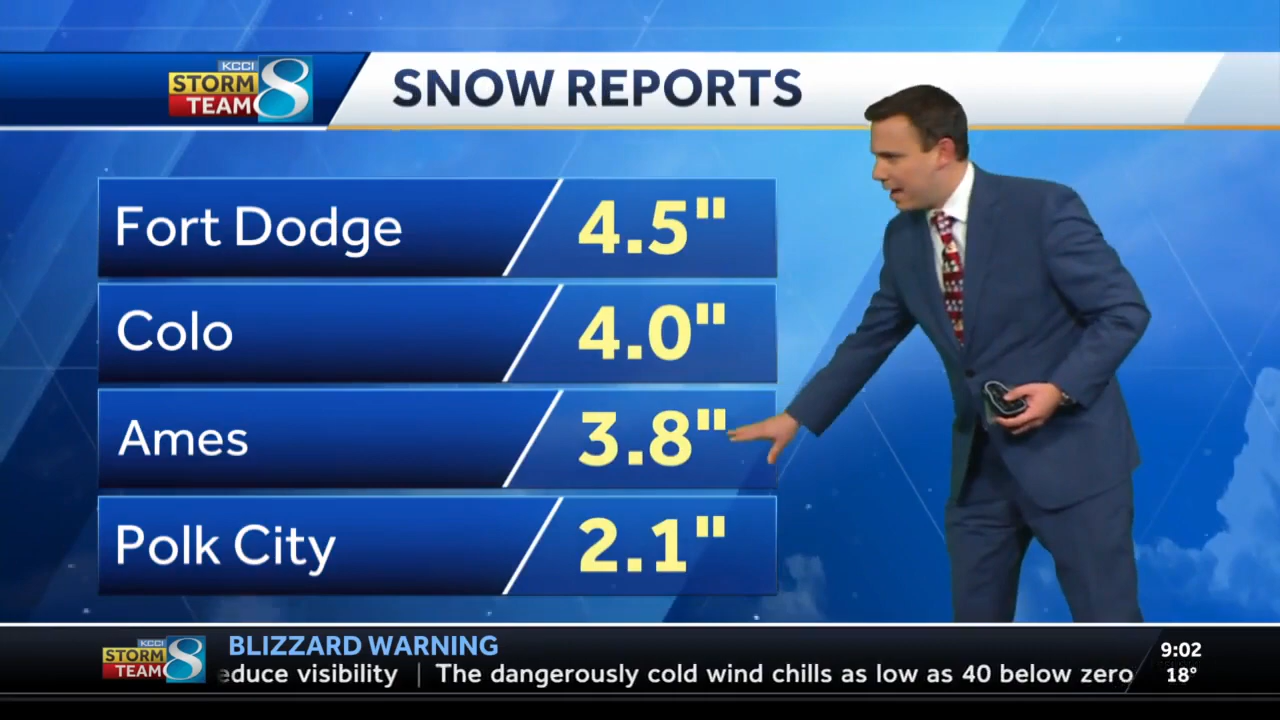 KCCI
STORM
TEAM 8
SNOW REPORTS
Fort Dodge 4.5"
Colo 4.0"
Ames 3.8"
Polk City 2.1"
KCCI
STORM
TEAM 8
BLIZZARD WARNING
educe visibility | The dangerously cold wind chills as low as 40 below zero
9:02
18°